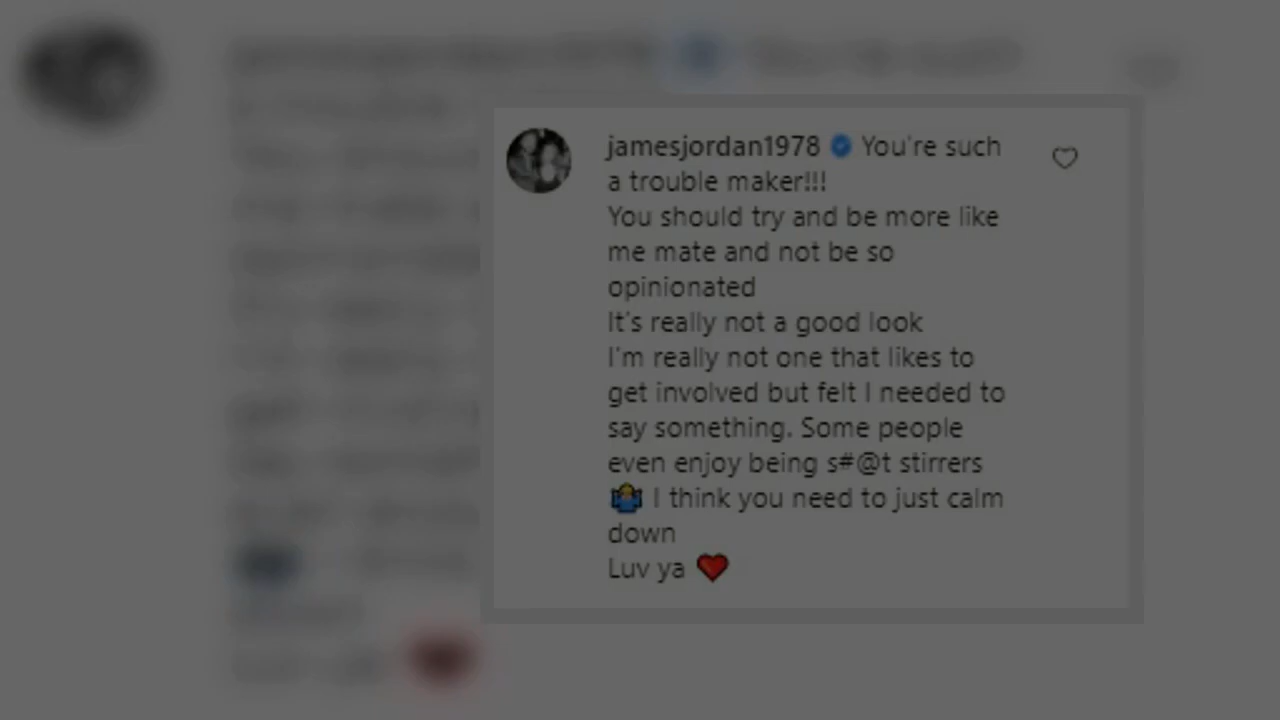 jamesjordan1978 You're such
a trouble maker!!!
You should try and be more like
me mate and not be so
opinionated
It's really not a good look
I'm really not one that likes to
get involved but felt I needed to
say something. Some people
even enjoy being s#@t stirrers
🤷‍♂️ I think you need to just calm
down
Luv ya ❤️